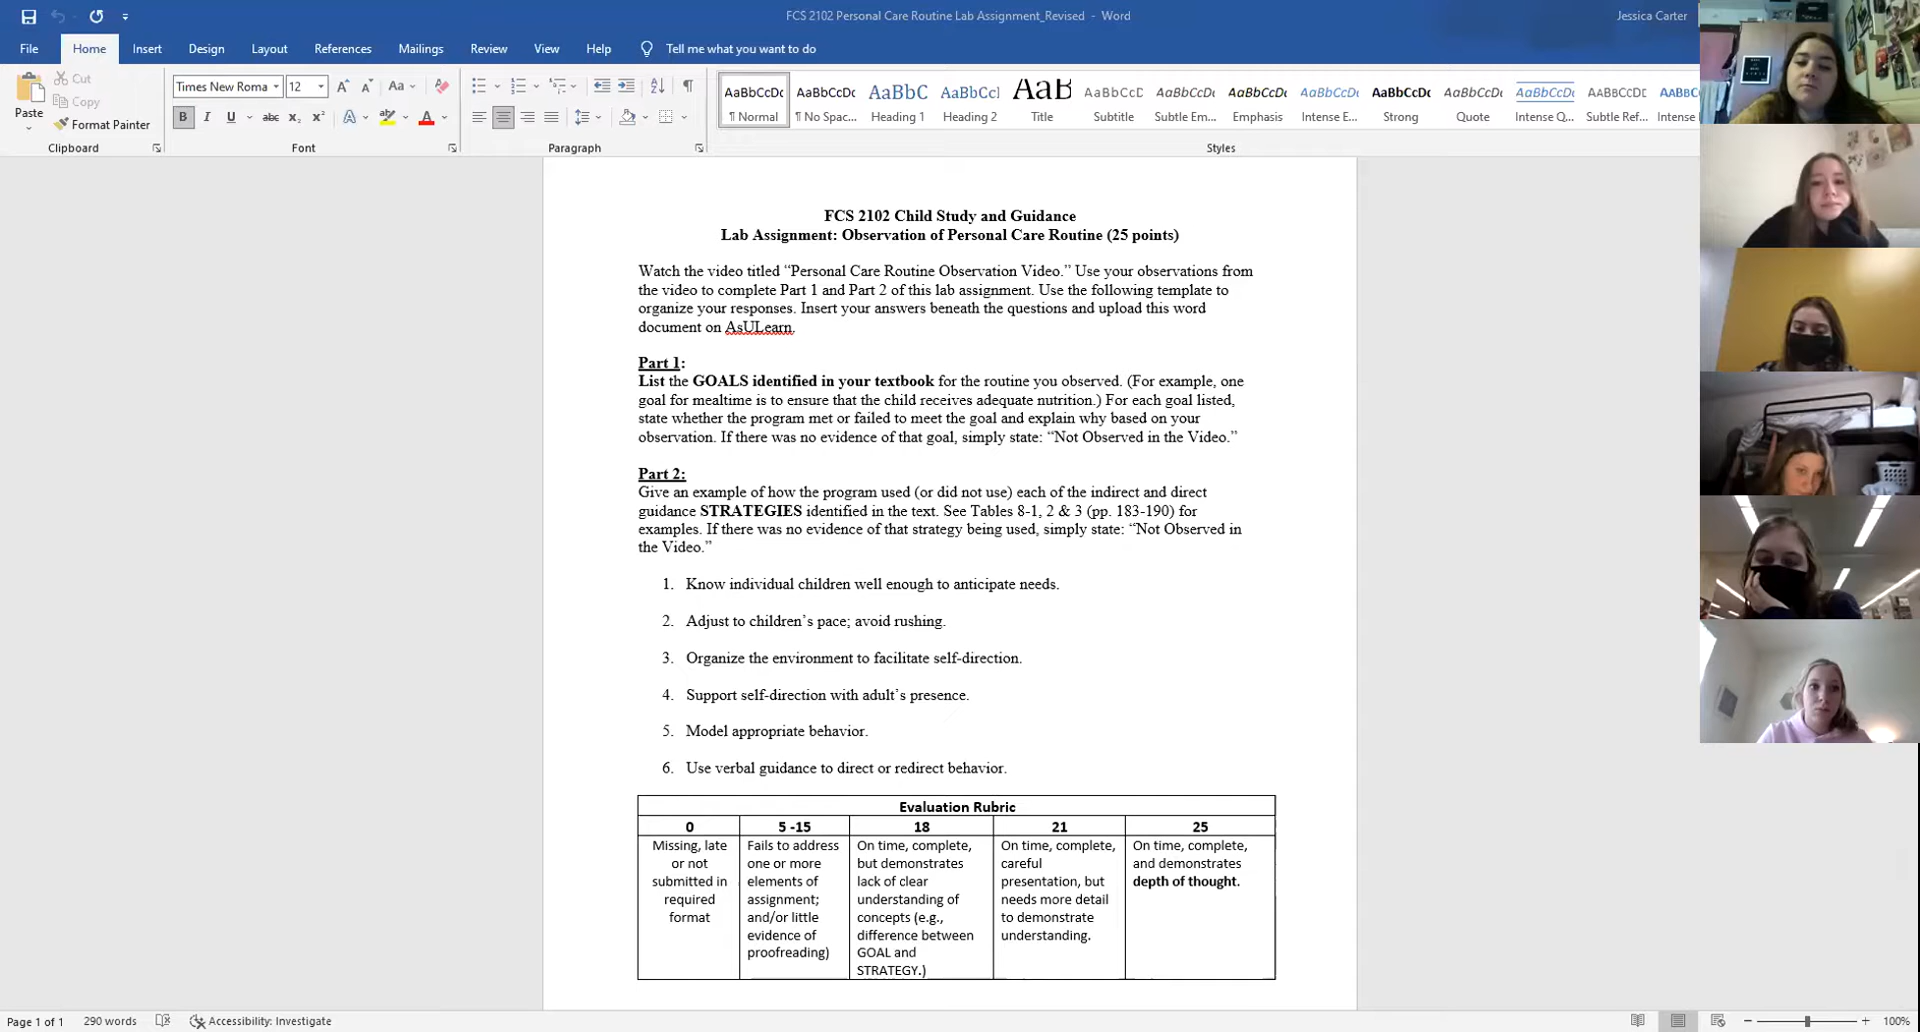 FCS 2102 Personal Care Routine Lab Assignment_Revised - Word
Jessica Carter
File Home Insert Design Layout References Mailings Review View Help Tell me what you want to do
Paste
Cut
Copy
Format Painter
Clipboard
Times New Roma 12
Font
Paragraph
AaBbCcDc AaBbCcDc AaBbC AaBbCcI AaB AaBbCcD AaBbCcDc AaBbCcDc AaBbCcDc AaBbCcDc AaBbCcDc AaBbCcDc AABBCCDC AABBC
¶ Normal ¶ No Spac... Heading 1 Heading 2 Title Subtitle Subtle Em... Emphasis Intense E... Strong Quote Intense Q... Subtle Ref... Intense
Styles
FCS 2102 Child Study and Guidance
Lab Assignment: Observation of Personal Care Routine (25 points)
Watch the video titled “Personal Care Routine Observation Video.” Use your observations from
the video to complete Part 1 and Part 2 of this lab assignment. Use the following template to
organize your responses. Insert your answers beneath the questions and upload this word
document on AsULearn.
Part 1:
List the GOALS identified in your textbook for the routine you observed. (For example, one
goal for mealtime is to ensure that the child receives adequate nutrition.) For each goal listed,
state whether the program met or failed to meet the goal and explain why based on your
observation. If there was no evidence of that goal, simply state: “Not Observed in the Video.”
Part 2:
Give an example of how the program used (or did not use) each of the indirect and direct
guidance STRATEGIES identified in the text. See Tables 8-1, 2 & 3 (pp. 183-190) for
examples. If there was no evidence of that strategy being used, simply state: “Not Observed in
the Video.”
1. Know individual children well enough to anticipate needs.
2. Adjust to children’s pace; avoid rushing.
3. Organize the environment to facilitate self-direction.
4. Support self-direction with adult’s presence.
5. Model appropriate behavior.
6. Use verbal guidance to direct or redirect behavior.
Evaluation Rubric
0
5 -15
18
21
25
Missing, late
or not
submitted in
required
format
Fails to address
one or more
elements of
assignment;
and/or little
evidence of
proofreading)
On time, complete,
but demonstrates
lack of clear
understanding of
concepts (e.g.,
difference between
GOAL and
STRATEGY.)
On time, complete,
careful
presentation, but
needs more detail
to demonstrate
understanding.
On time, complete,
and demonstrates
depth of thought.
Page 1 of 1 290 words Accessibility: Investigate
100%